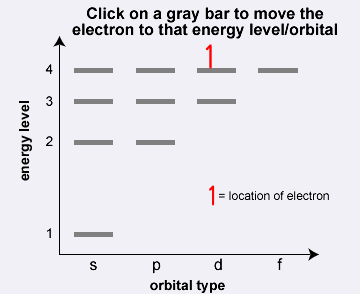 Click on a gray bar to move the
electron to that energy level/orbital
1
4
3
2
1
energy level
1 = location of electron
s p d f
orbital type